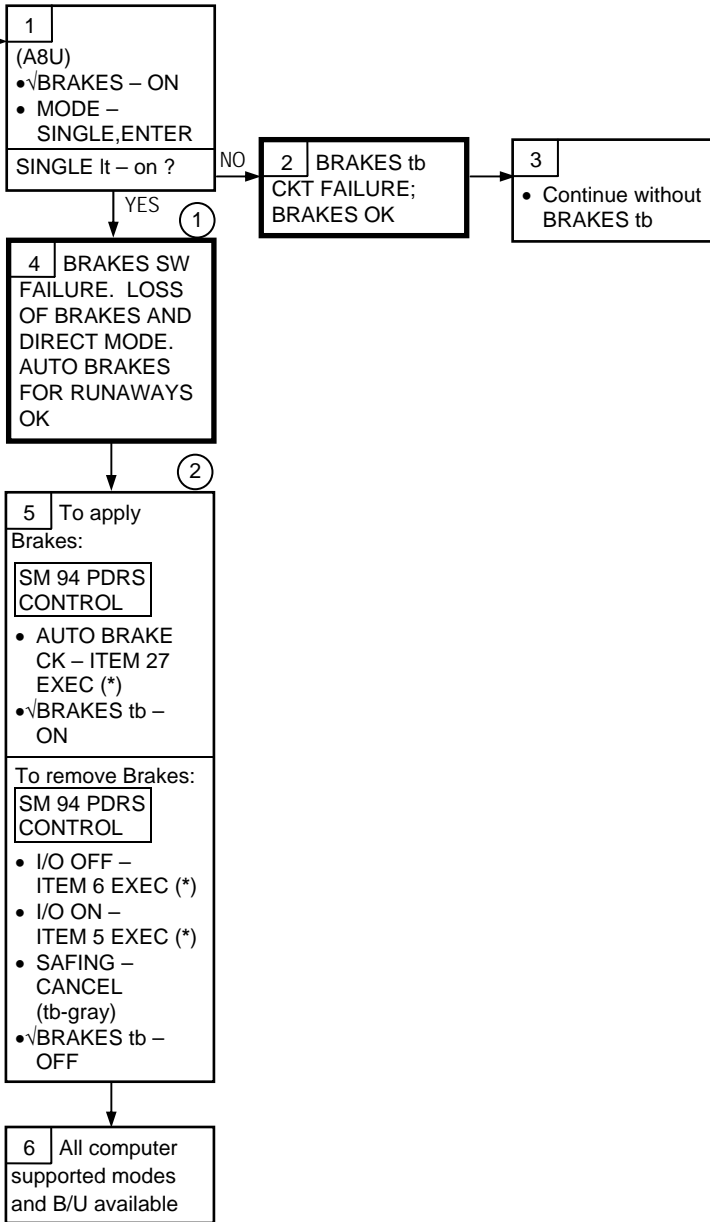 1
(A8U)
•√BRAKES – ON
• MODE –
SINGLE,ENTER
SINGLE lt – on ?
NO
YES
2 BRAKES tb
CKT FAILURE;
BRAKES OK
3
• Continue without
BRAKES tb
1
4 BRAKES SW
FAILURE. LOSS
OF BRAKES AND
DIRECT MODE.
AUTO BRAKES
FOR RUNAWAYS
OK
2
5 To apply
Brakes:
SM 94 PDRS
CONTROL
• AUTO BRAKE
CK – ITEM 27
EXEC (*)
•√BRAKES tb –
ON
To remove Brakes:
SM 94 PDRS
CONTROL
• I/O OFF –
ITEM 6 EXEC (*)
• I/O ON –
ITEM 5 EXEC (*)
• SAFING –
CANCEL
(tb-gray)
•√BRAKES tb –
OFF
6 All computer
supported modes
and B/U available